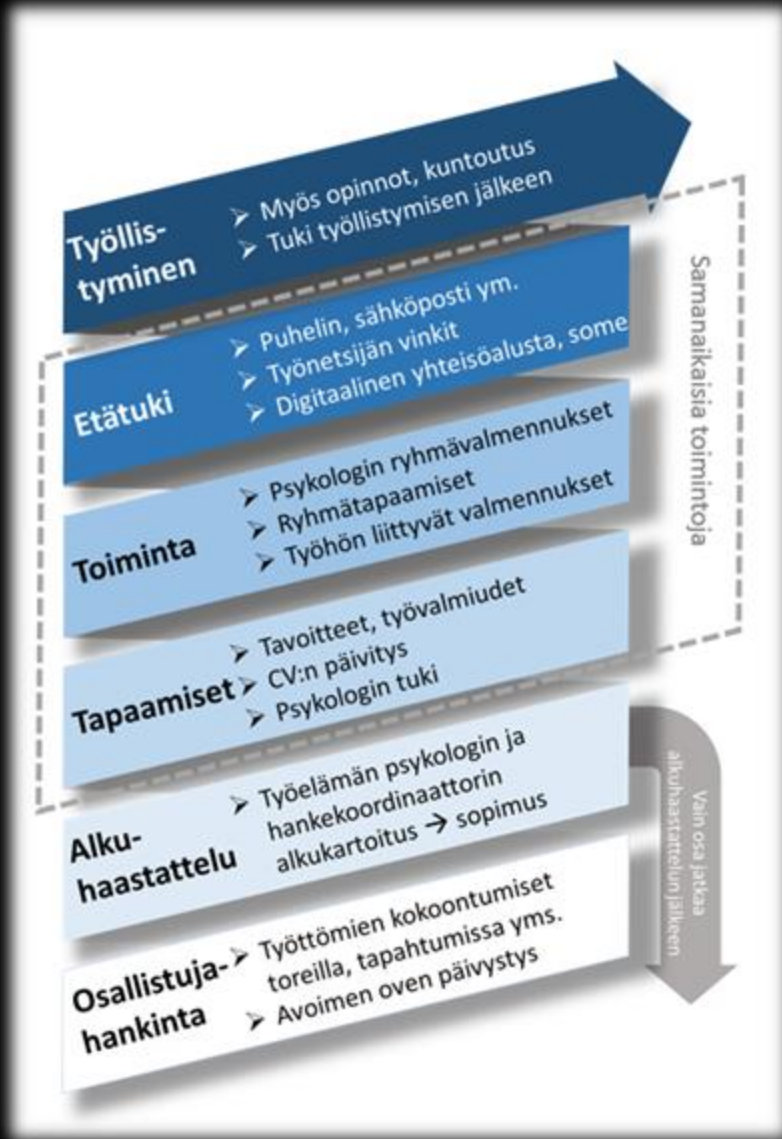 Työllis-
tyminen
➢ Myös opinnot, kuntoutus
➢ Tuki työllistymisen jälkeen
Etätuki
➢ Puhelin, sähköposti ym.
➢ Työnetsijän vinkit
➢ Digitaalinen yhteisöalusta, some
Toiminta
➢ Psykologin ryhmävalmennukset
➢ Ryhmätapaamiset
➢ Työhön liittyvät valmennukset
Tapaamiset
➢ Tavoitteet, työvalmiudet
➢ CV:n päivitys
➢ Psykologin tuki
Alku-
haastattelu
➢ Työelämän psykologin ja
hankekoordinaattorin
alkukartoitus → sopimus
Osallistuja-
hankinta
➢ Työttömien kokoontumiset
toreilla, tapahtumissa yms.
➢ Avoimen oven päivystys
Samanaikaisia toimintoja
Vain osa jatkaa
alkuhaastattelun jälkeen